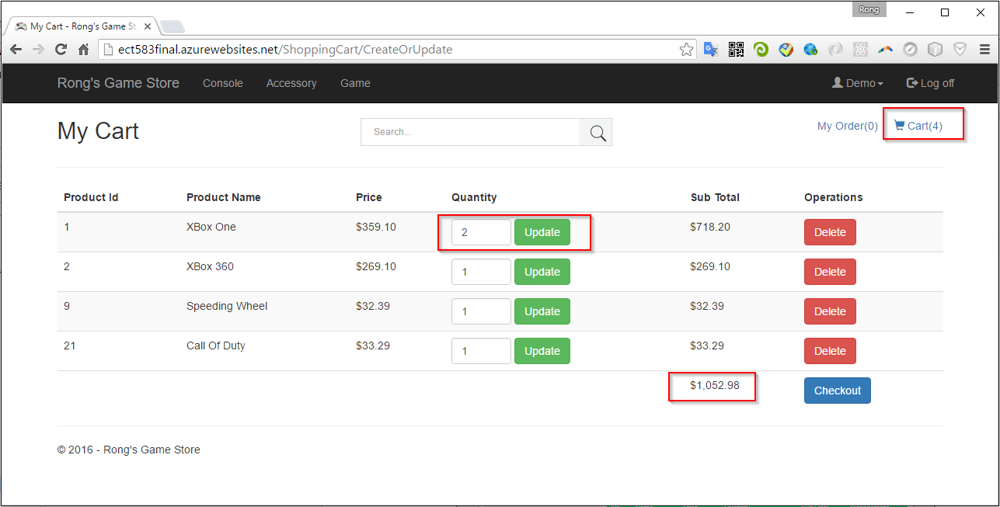 Rong
My Cart - Rong's Game St
ect583final.azurewebsites.net/ShoppingCart/CreateOrUpdate
Rong's Game Store Console Accessory Game Demo Log off
My Cart Search... My Order(0) Cart(4)
Product Id Product Name Price Quantity Sub Total Operations
1 XBox One $359.10 2 Update $718.20 Delete
2 XBox 360 $269.10 1 Update $269.10 Delete
9 Speeding Wheel $32.39 1 Update $32.39 Delete
21 Call Of Duty $33.29 1 Update $33.29 Delete
$1,052.98 Checkout
© 2016 - Rong's Game Store